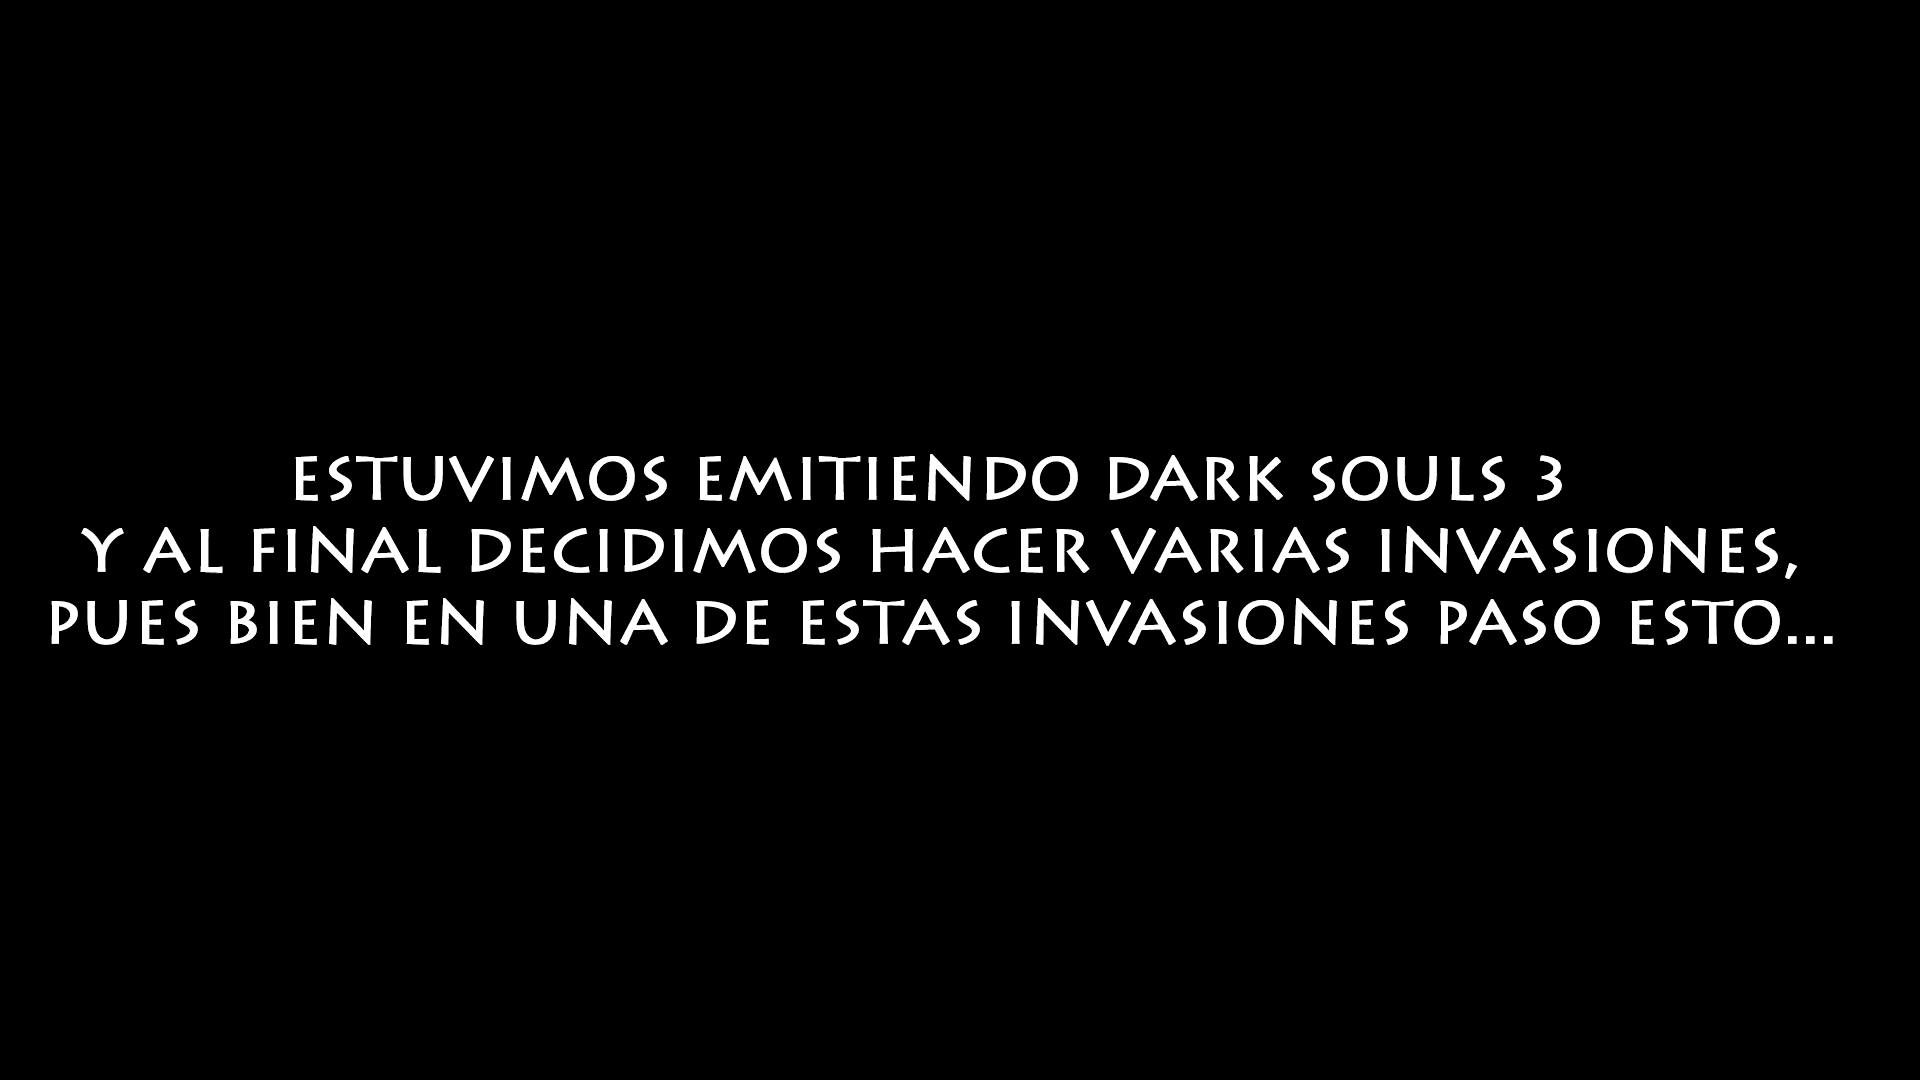 ESTUVIMOS EMITIENDO DARK SOULS 3
Y AL FINAL DECIDIMOS HACER VARIAS INVASIONES,
PUES BIEN EN UNA DE ESTAS INVASIONES PASO ESTO...